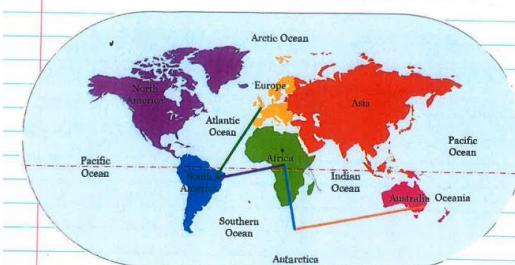 Arctic Ocean
North
America
Europe
Asia
Atlantic
Ocean
Pacific
Ocean
Pacific
Ocean
Africa
South
America
Indian
Ocean
Australia
Oceania
Southern
Ocean
Antarctica